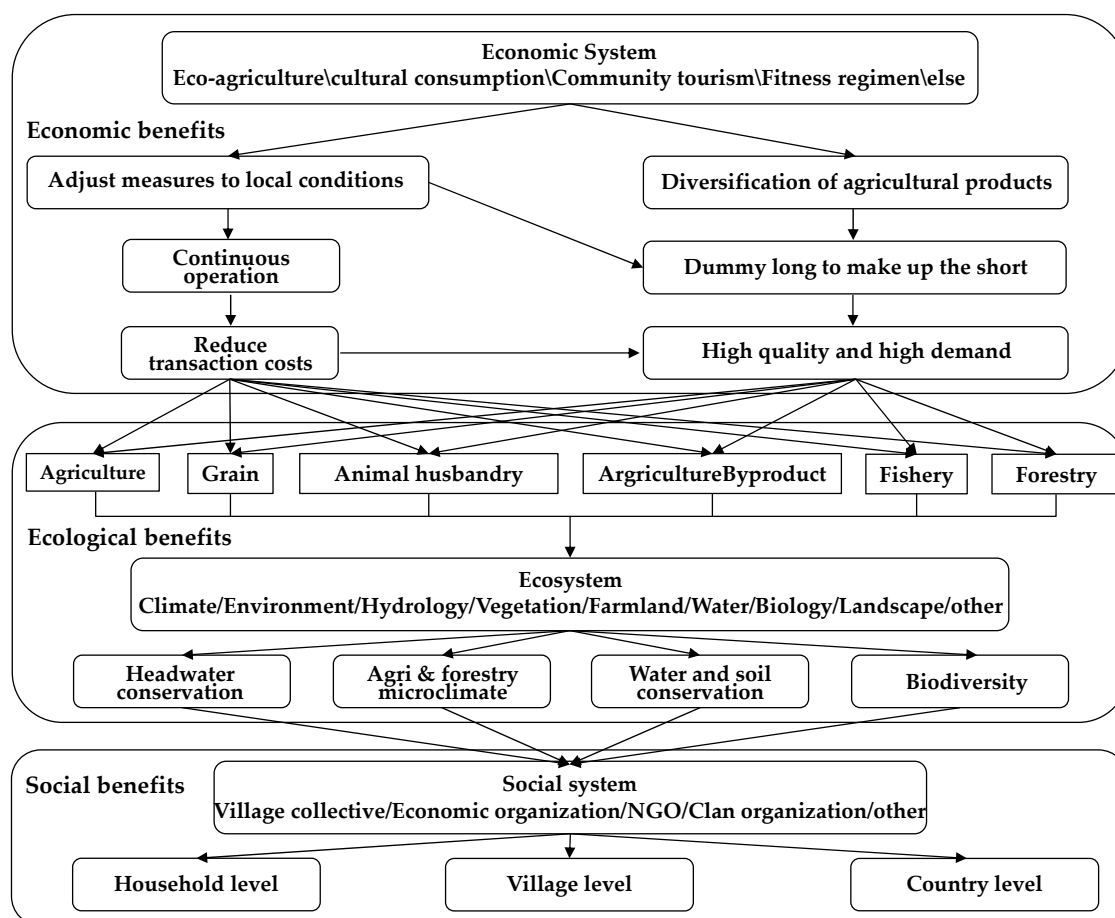 Economic System
Eco-agriculture\cultural consumption\Community tourism\Fitness regimen\else
Economic benefits
Adjust measures to local conditions
Diversification of agricultural products
Continuous
operation
Dummy long to make up the short
Reduce
transaction costs
High quality and high demand
Agriculture
Grain
Animal husbandry
ArgricultureByproduct
Fishery
Forestry
Ecological benefits
Ecosystem
Climate/Environment/Hydrology/Vegetation/Farmland/Water/Biology/Landscape/other
Headwater
conservation
Agri & forestry
microclimate
Water and soil
conservation
Biodiversity
Social benefits
Social system
Village collective/Economic organization/NGO/Clan organization/other
Household level
Village level
Country level